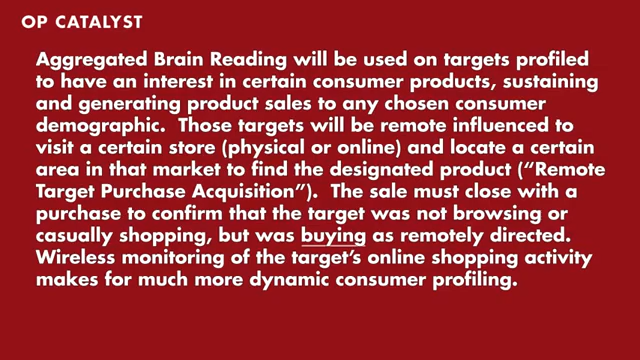 OP CATALYST
Aggregated Brain Reading will be used on targets profiled
to have an interest in certain consumer products, sustaining
and generating product sales to any chosen consumer
demographic.  Those targets will be remote influenced to
visit a certain store (physical or online) and locate a certain
area in that market to find the designated product (“Remote
Target Purchase Acquisition”).  The sale must close with a
purchase to confirm that the target was not browsing or
casually shopping, but was buying as remotely directed.
Wireless monitoring of the target’s online shopping activity
makes for much more dynamic consumer profiling.